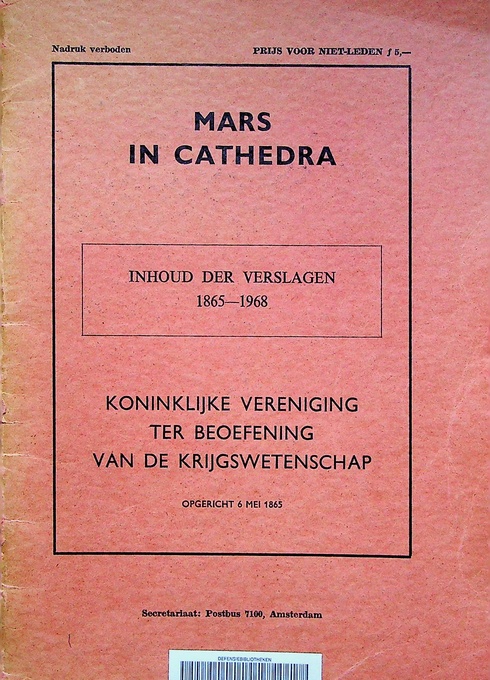 Nadruk verboden
PRIJS VOOR NIET-LEDEN ƒ 5,—
MARS
IN CATHEDRA
INHOUD DER VERSLAGEN
1865—1968
KONINKLIJKE VERENIGING
TER BEOEFENING
VAN DE KRIJGSWETENSCHAP
OPGERICHT 6 MEI 1865
Secretariaat: Postbus 7100, Amsterdam
DEFENSIEBIBLIOTHEKEN